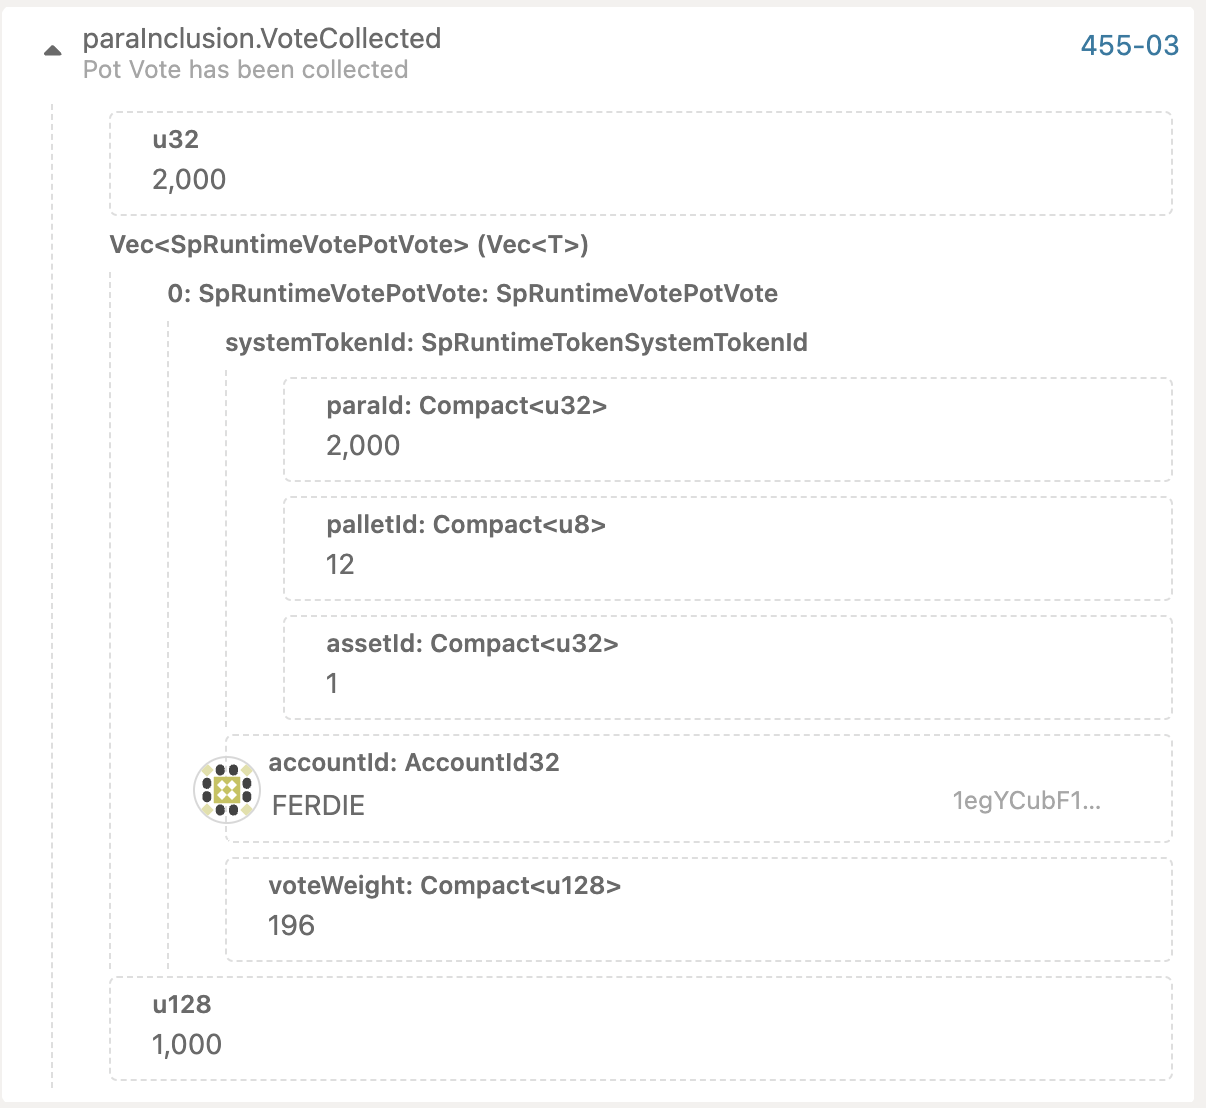 paraInclusion.VoteCollected
455-03
Pot Vote has been collected
u32
2,000
Vec<SpRuntimeVotePotVote> (Vec<T>)
0: SpRuntimeVotePotVote: SpRuntimeVotePotVote
systemTokenId: SpRuntimeTokenSystemTokenId
paraId: Compact<u32>
2,000
palletId: Compact<u8>
12
assetId: Compact<u32>
1
accountId: AccountId32
FERDIE
1egYCubF1...
voteWeight: Compact<u128>
196
u128
1,000